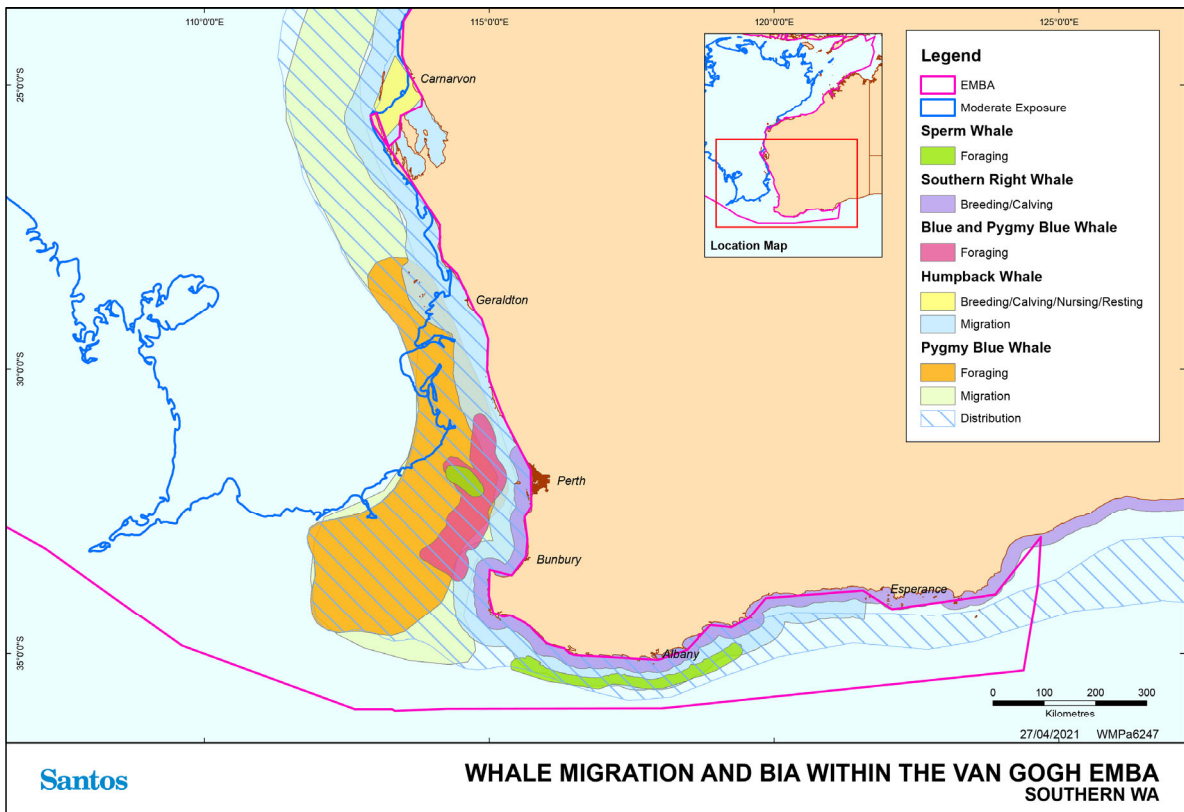 110°0'0"E
115°0'0"E
120°0'0"E
125°0'0"E
25°0'0"S
30°0'0"S
35°0'0"S
Carnarvon
Geraldton
Perth
Bunbury
Albany
Esperance
Location Map
Legend
EMBA
Moderate Exposure
Sperm Whale
Foraging
Southern Right Whale
Breeding/Calving
Blue and Pygmy Blue Whale
Foraging
Humpback Whale
Breeding/Calving/Nursing/Resting
Migration
Pygmy Blue Whale
Foraging
Migration
Distribution
0 100 200 300
Kilometres
27/04/2021 WMPa6247
Santos
WHALE MIGRATION AND BIA WITHIN THE VAN GOGH EMBA
SOUTHERN WA